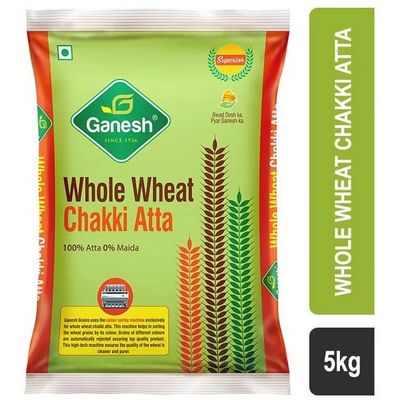 Superior
Ganesh®
SINCE 1936
Swad Desh ka,
Pyar Ganesh ka.
Whole Wheat
Chakki Atta
100% Atta 0% Maida
Ganesh Grains uses the colour sortex machine exclusively
for whole wheat chakki atta. This machine helps in sorting
the wheat grains by its colour. Grains of different colours
are automatically rejected assuring top quality product.
This high-tech machine ensures the quality of the wheat is
cleaner and purer.
Whole Wheat Chakki Atta
Whole Wheat Chakki Atta
WHOLE WHEAT CHAKKI ATTA
5kg